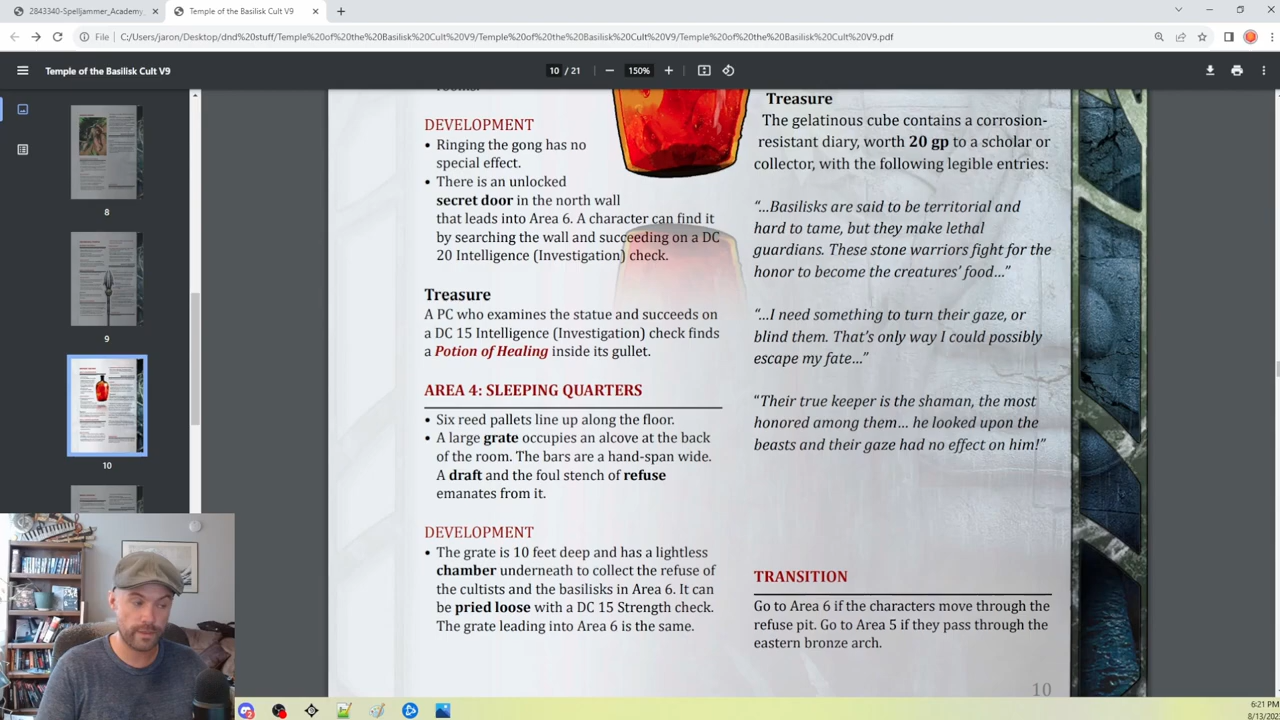 2843340-Spelljammer_Academy_
Temple of the Basilisk Cult V9
File
C:/Users/jaron/Desktop/dnd%20stuff/Temple%20of%20the%20Basilisk%20Cult%20V9/Temple%20of%20the%20Basilisk%20Cult%20V9/Temple%20of%20the%20Basilisk%20Cult%20V9.pdf
Temple of the Basilisk Cult V9
10 / 21
150%
8
9
10
DEVELOPMENT
• Ringing the gong has no
special effect.
• There is an unlocked
secret door in the north wall
that leads into Area 6. A character can find it
by searching the wall and succeeding on a DC
20 Intelligence (Investigation) check.
Treasure
A PC who examines the statue and succeeds on
a DC 15 Intelligence (Investigation) check finds
a Potion of Healing inside its gullet.
AREA 4: SLEEPING QUARTERS
• Six reed pallets line up along the floor.
• A large grate occupies an alcove at the back
of the room. The bars are a hand-span wide.
A draft and the foul stench of refuse
emanates from it.
DEVELOPMENT
• The grate is 10 feet deep and has a lightless
chamber underneath to collect the refuse of
the cultists and the basilisks in Area 6. It can
be pried loose with a DC 15 Strength check.
The grate leading into Area 6 is the same.
Treasure
The gelatinous cube contains a corrosion-
resistant diary, worth 20 gp to a scholar or
collector, with the following legible entries:
“...Basilisks are said to be territorial and
hard to tame, but they make lethal
guardians. These stone warriors fight for the
honor to become the creatures’ food...”
“...I need something to turn their gaze, or
blind them. That’s only way I could possibly
escape my fate...”
“Their true keeper is the shaman, the most
honored among them... he looked upon the
beasts and their gaze had no effect on him!”
TRANSITION
Go to Area 6 if the characters move through the
refuse pit. Go to Area 5 if they pass through the
eastern bronze arch.
10
6:21 PM